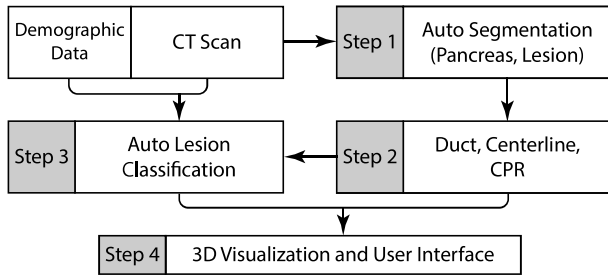 Demographic
Data
CT Scan
Step 1
Auto Segmentation
(Pancreas, Lesion)
Step 3
Auto Lesion
Classification
Step 2
Duct, Centerline,
CPR
Step 4
3D Visualization and User Interface